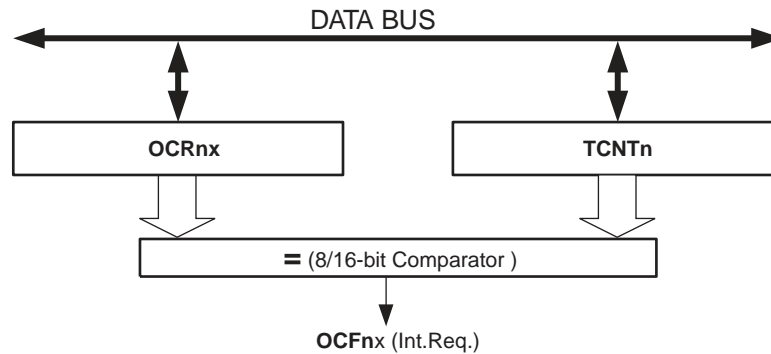 DATA BUS
OCRnx
TCNTn
= (8/16-bit Comparator )
OCFnx (Int.Req.)